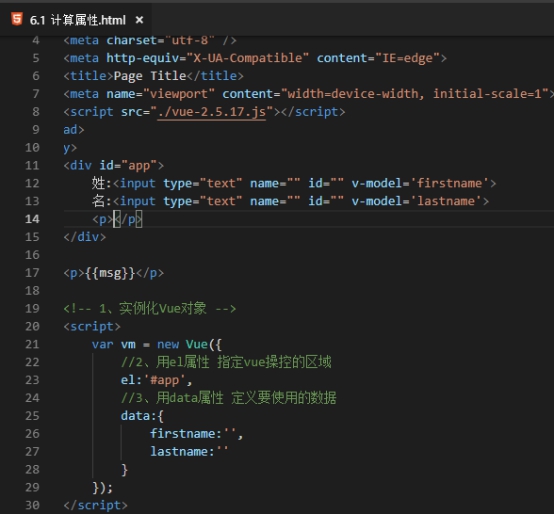 6.1 计算属性.html ×
4 <meta charset="utf-8" />
5 <meta http-equiv="X-UA-Compatible" content="IE=edge">
6 <title>Page Title</title>
7 <meta name="viewport" content="width=device-width, initial-scale=1">
8 <script src="./vue-2.5.17.js"></script>
9 ad>
10 y>
11 <div id="app">
12 姓:<input type="text" name="" id="" v-model='firstname'>
13 名:<input type="text" name="" id="" v-model='lastname'>
14 <p></p>
15 </div>
16
17 <p>{{msg}}</p>
18
19 <!-- 1、实例化Vue对象 -->
20 <script>
21 var vm = new Vue({
22 //2、用el属性 指定vue操控的区域
23 el:'#app',
24 //3、用data属性 定义要使用的数据
25 data:{
26 firstname:'',
27 lastname:''
28 }
29 });
30 </script>